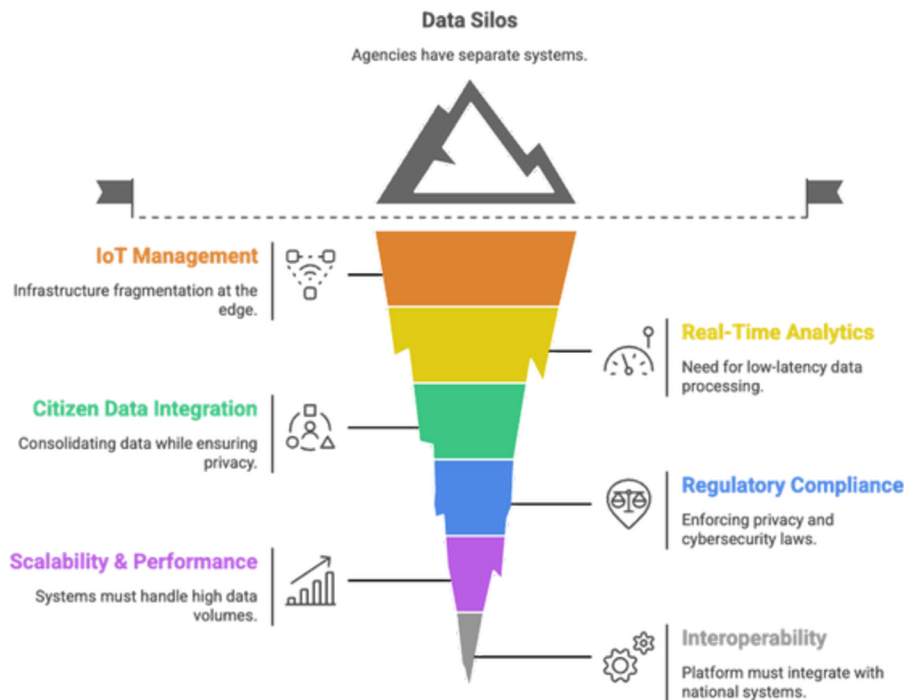 Data Silos
Agencies have separate systems.
IoT Management
Infrastructure fragmentation at the
edge.
Real-Time Analytics
Need for low-latency data
processing.
Citizen Data Integration
Consolidating data while ensuring
privacy.
Regulatory Compliance
Enforcing privacy and
cybersecurity laws.
Scalability & Performance
Systems must handle high data
volumes.
Interoperability
Platform must integrate with
national systems.